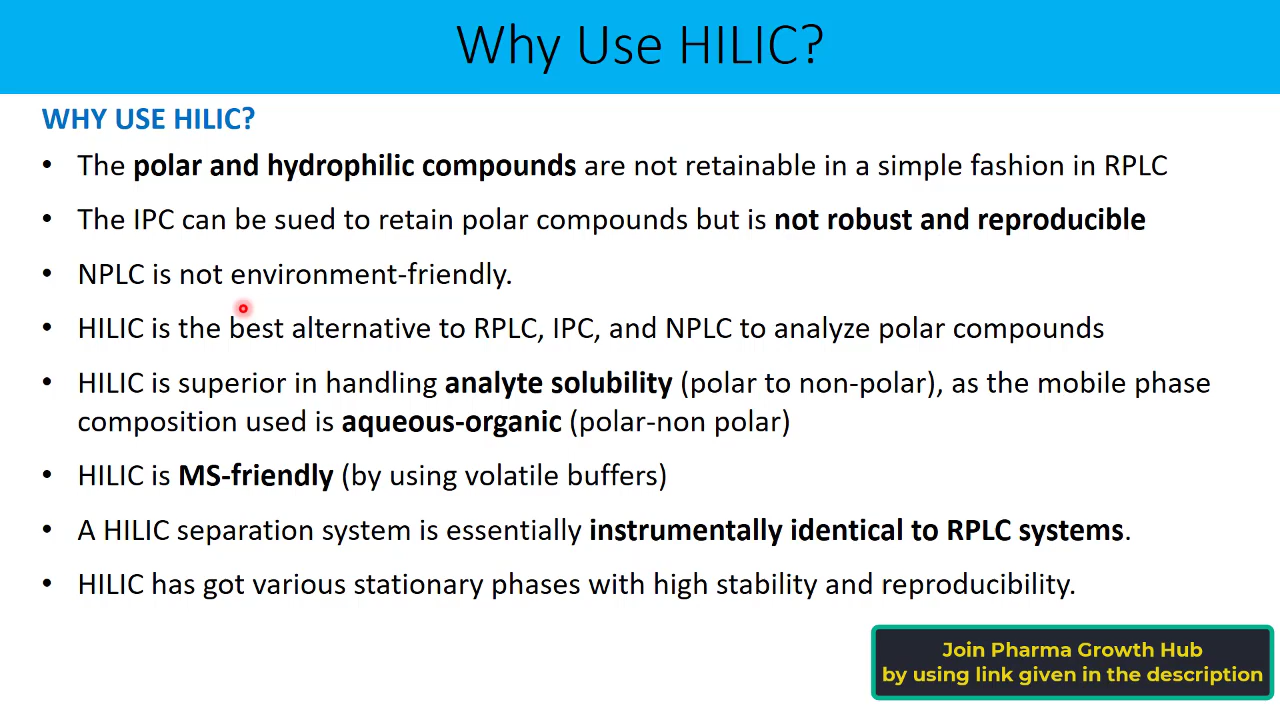 Why Use HILIC?
WHY USE HILIC?
• The polar and hydrophilic compounds are not retainable in a simple fashion in RPLC
• The IPC can be sued to retain polar compounds but is not robust and reproducible
• NPLC is not environment-friendly.
• HILIC is the best alternative to RPLC, IPC, and NPLC to analyze polar compounds
• HILIC is superior in handling analyte solubility (polar to non-polar), as the mobile phase
composition used is aqueous-organic (polar-non polar)
• HILIC is MS-friendly (by using volatile buffers)
• A HILIC separation system is essentially instrumentally identical to RPLC systems.
• HILIC has got various stationary phases with high stability and reproducibility.
Join Pharma Growth Hub
by using link given in the description